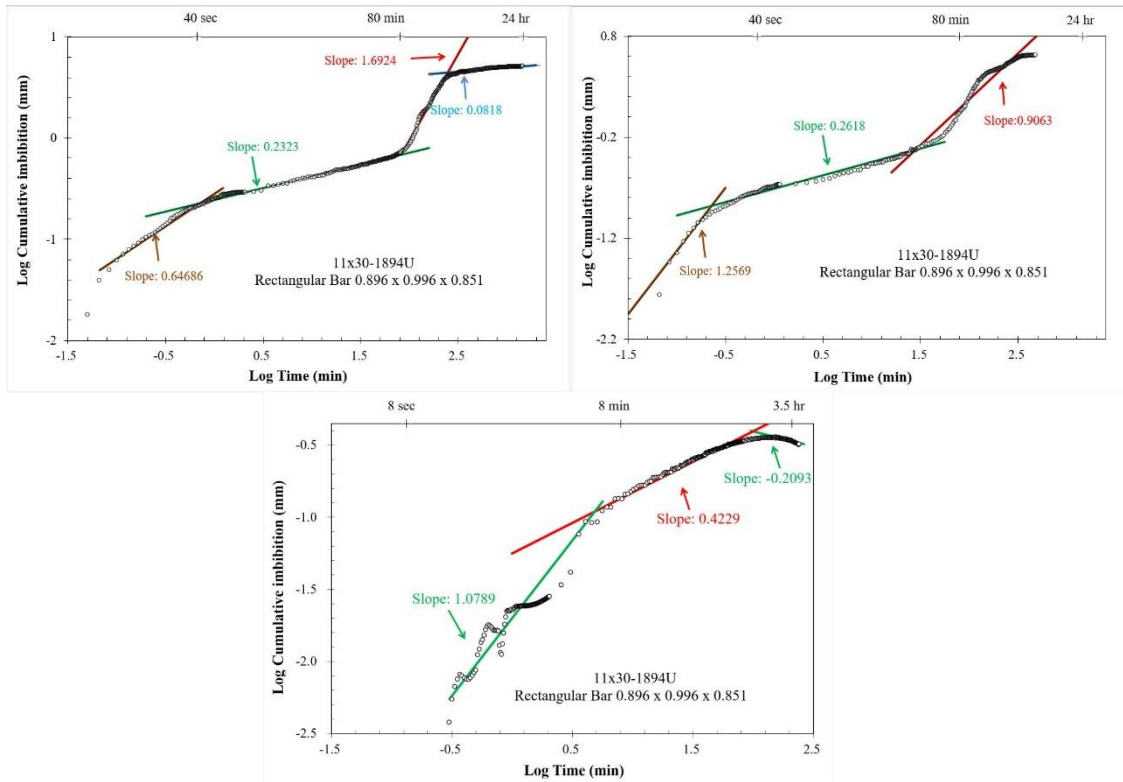 40 sec 80 min 24 hr
1
0
-1
-2
Log Cumulative imbibition (mm)
Slope: 1.6924
Slope: 0.0818
Slope: 0.2323
Slope: 0.64686
11x30-1894U
Rectangular Bar 0.896 x 0.996 x 0.851
-1.5 -0.5 0.5 1.5 2.5 3.5
Log Time (min)
40 sec 80 min 24 hr
0.8
-0.2
-1.2
-2.2
Log Cumulative imbibition (mm)
Slope:0.9063
Slope: 0.2618
Slope: 1.2569
11x30-1894U
Rectangular Bar 0.896 x 0.996 x 0.851
-1.5 -0.5 0.5 1.5 2.5 3.5
Log Time (min)
8 sec 8 min 3.5 hr
-0.5
-1.0
-1.5
-2.0
-2.5
Log Cumulative imbibition (mm)
Slope: -0.2093
Slope: 0.4229
Slope: 1.0789
11x30-1894U
Rectangular Bar 0.896 x 0.996 x 0.851
-1.5 -0.5 0.5 1.5 2.5
Log Time (min)